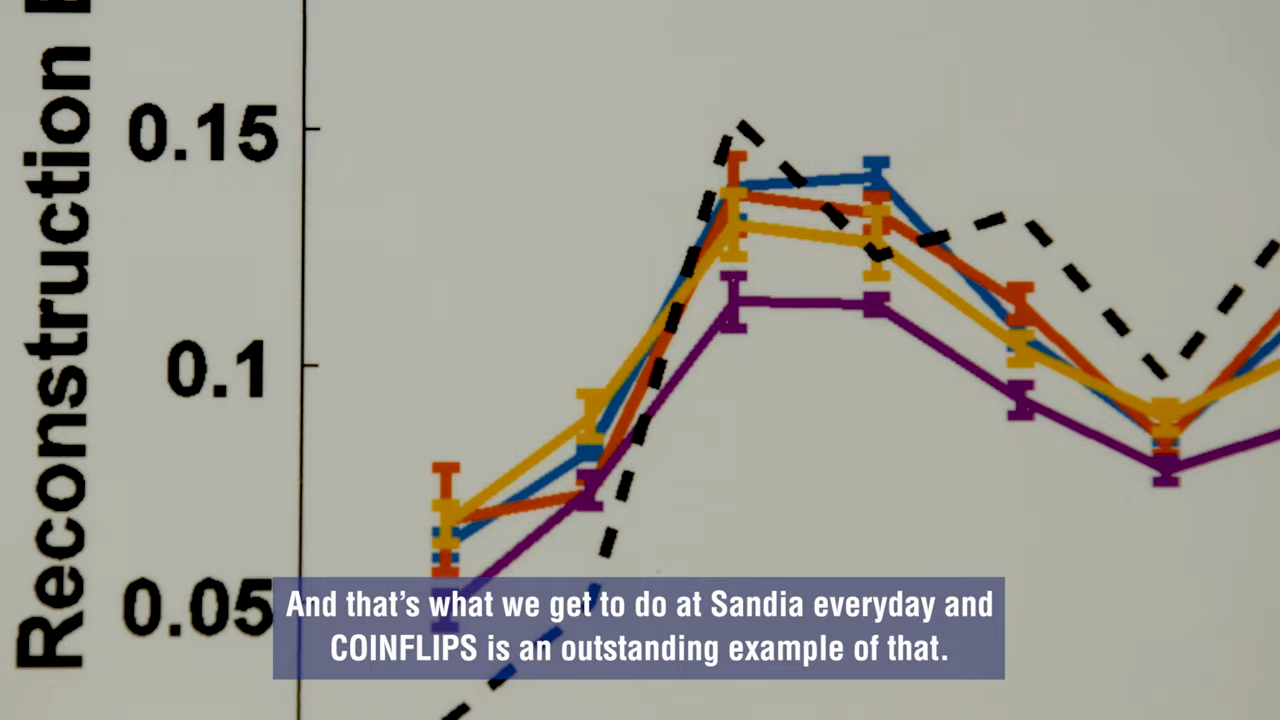 Reconstruction
0.15
0.1
0.05
And that's what we get to do at Sandia everyday and
COINFLIPS is an outstanding example of that.